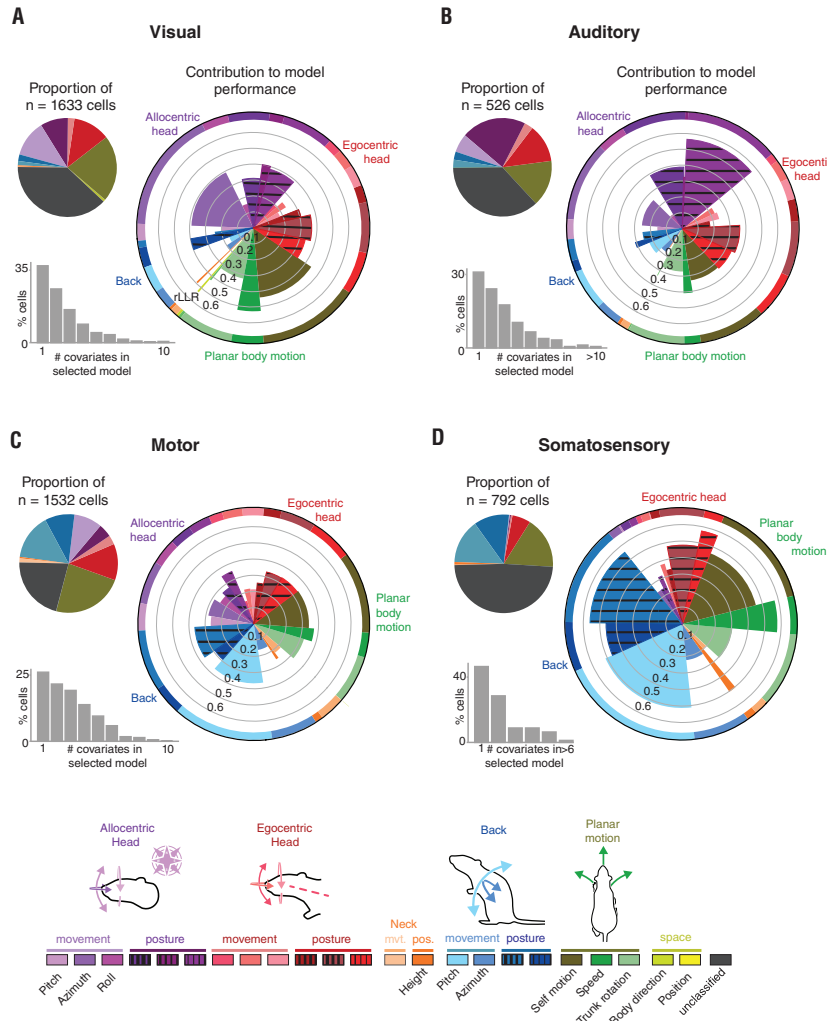 A
Visual
Proportion of
n = 1633 cells
Contribution to model
performance
Allocentric
head
Egocentric
head
0.1
0.2
0.3
0.4
0.5
0.6
Back
rLLR
Planar body motion
35
% cells
0
1
# covariates in
selected model
10
B
Auditory
Proportion of
n = 526 cells
Contribution to model
performance
Allocentric
head
Egocenti
head
0.1
0.2
0.3
0.4
0.5
0.6
Back
Planar body motion
30
% cells
0
1
# covariates in
selected model
>10
C
Motor
Proportion of
n = 1532 cells
Allocentric
head
Egocentric
head
Planar
body
motion
0.1
0.2
0.3
0.4
0.5
0.6
Back
25
% cells
0
1
# covariates in
selected model
10
D
Somatosensory
Proportion of
n = 792 cells
Egocentric head
Planar
body
motion
0.1
0.2
0.3
0.4
0.5
0.6
Back
40
% cells
0
1
# covariates in
selected model
>6
Allocentric
Head
Egocentric
Head
Back
Planar
motion
movement
posture
movement
posture
Neck
mvt. pos.
movement
posture
space
Pitch
Azimuth
Roll
Height
Pitch
Azimuth
Self motion
Speed
Trunk rotation
Body direction
Position
unclassified